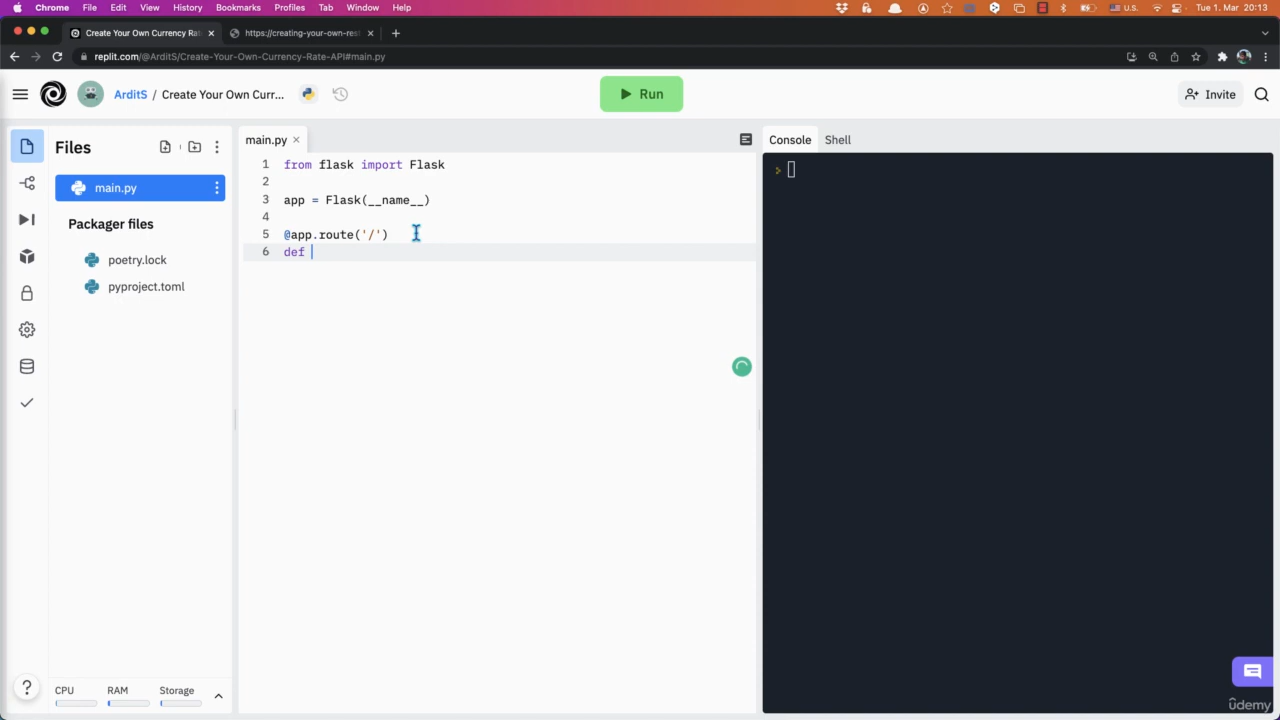 Chrome File Edit View History Bookmarks Profiles Tab Window Help U.S. Tue 1. Mar 20:13
Create Your Own Currency Ra × https://creating-your-own-res × +
replit.com/@ArditS/Create-Your-Own-Currency-Rate-API#main.py
ArditS / Create Your Own Curr... Run Invite
Files
main.py
Packager files
poetry.lock
pyproject.toml
main.py ×
1 from flask import Flask
2
3 app = Flask(__name__)
4
5 @app.route('/')
6 def
Console Shell
>
?
CPU RAM Storage
ûdemy